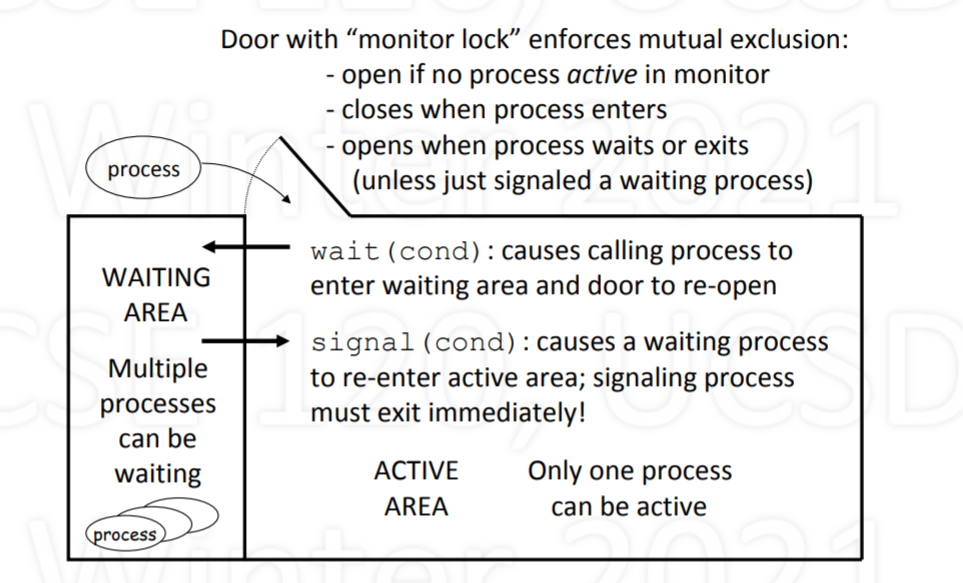 Door with “monitor lock” enforces mutual exclusion:
- open if no process active in monitor
- closes when process enters
- opens when process waits or exits
(unless just signaled a waiting process)
process
WAITING
AREA
Multiple
processes
can be
waiting
process
wait(cond): causes calling process to
enter waiting area and door to re-open
signal(cond): causes a waiting process
to re-enter active area; signaling process
must exit immediately!
ACTIVE
AREA
Only one process
can be active
Winter 2021
CSE 120, UCSD
Winter 2021